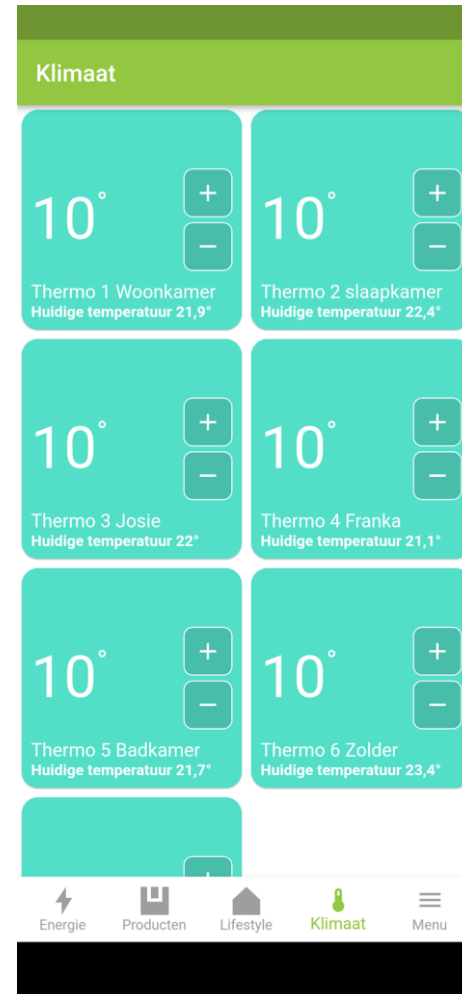 Klimaat
10°
+
−
Thermo 1 Woonkamer
Huidige temperatuur 21,9°
10°
+
−
Thermo 2 slaapkamer
Huidige temperatuur 22,4°
10°
+
−
Thermo 3 Josie
Huidige temperatuur 22°
10°
+
−
Thermo 4 Franka
Huidige temperatuur 21,1°
10°
+
−
Thermo 5 Badkamer
Huidige temperatuur 21,7°
10°
+
−
Thermo 6 Zolder
Huidige temperatuur 23,4°
+
Energie
Producten
Lifestyle
Klimaat
Menu